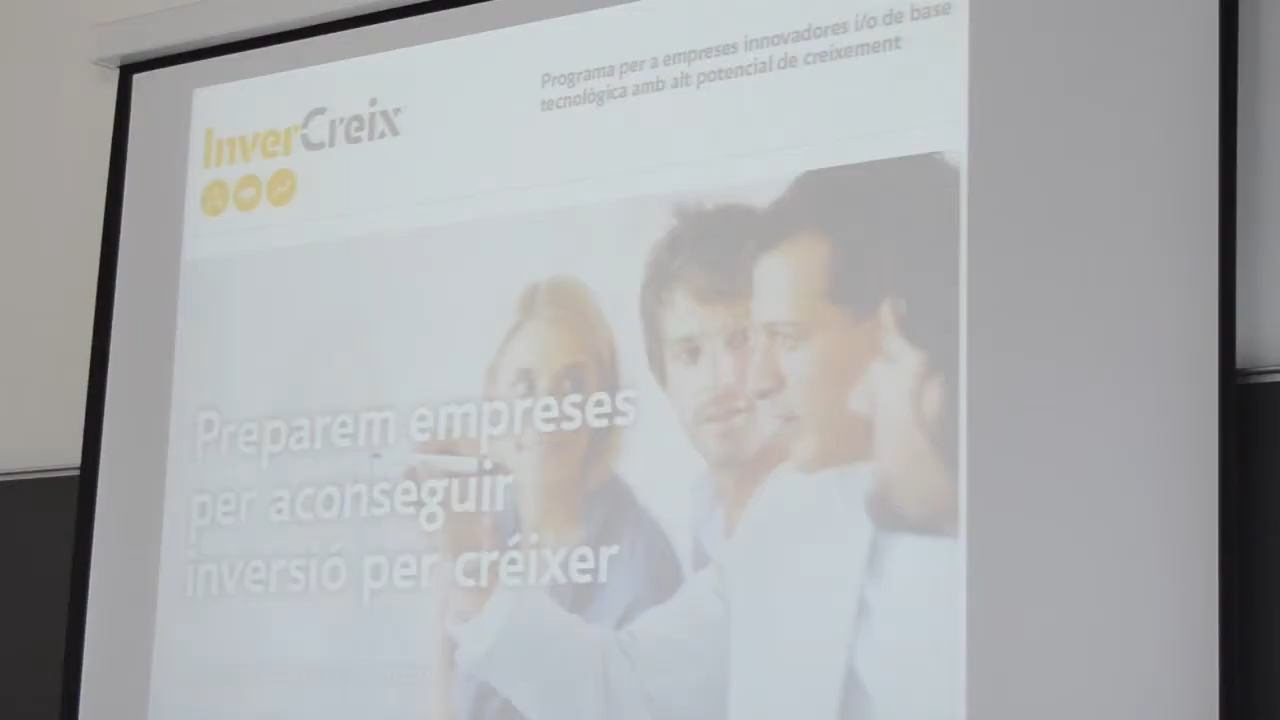 InverCreix
Programa per a empreses innovadores i/o de base
tecnològica amb alt potencial de creixement
Preparem empreses
per aconseguir
inversió per créixer